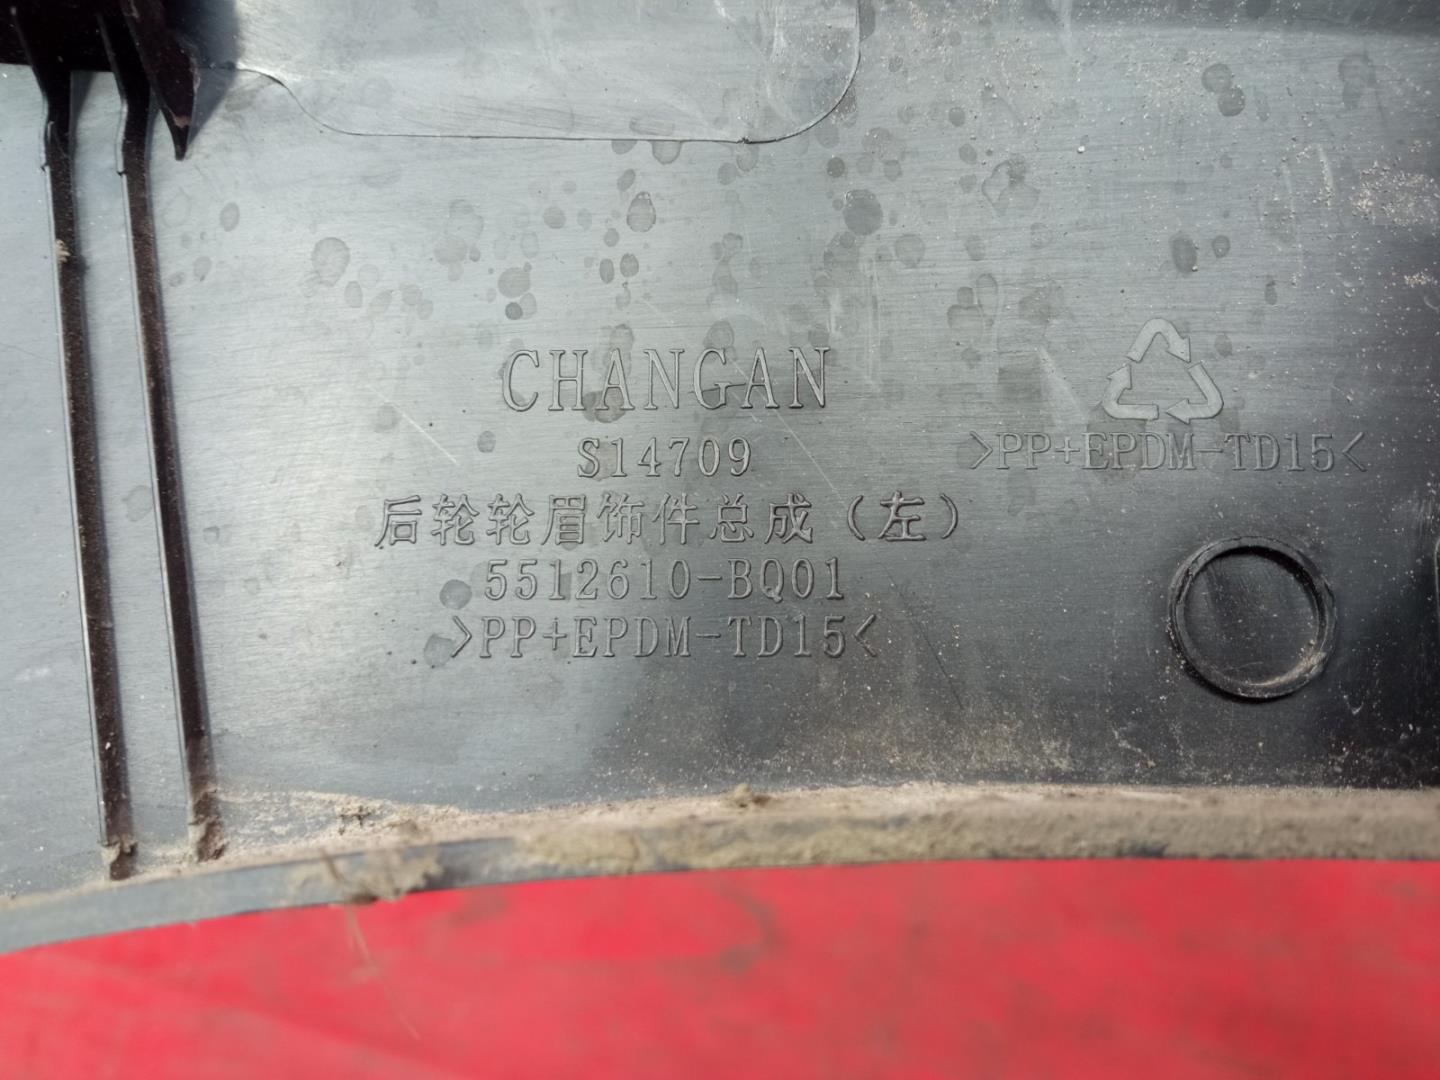 CHANGAN
S14709
后轮轮眉饰件总成（左）
5512610-BQ01
>PP+EPDM-TD15<
>PP+EPDM-TD15<